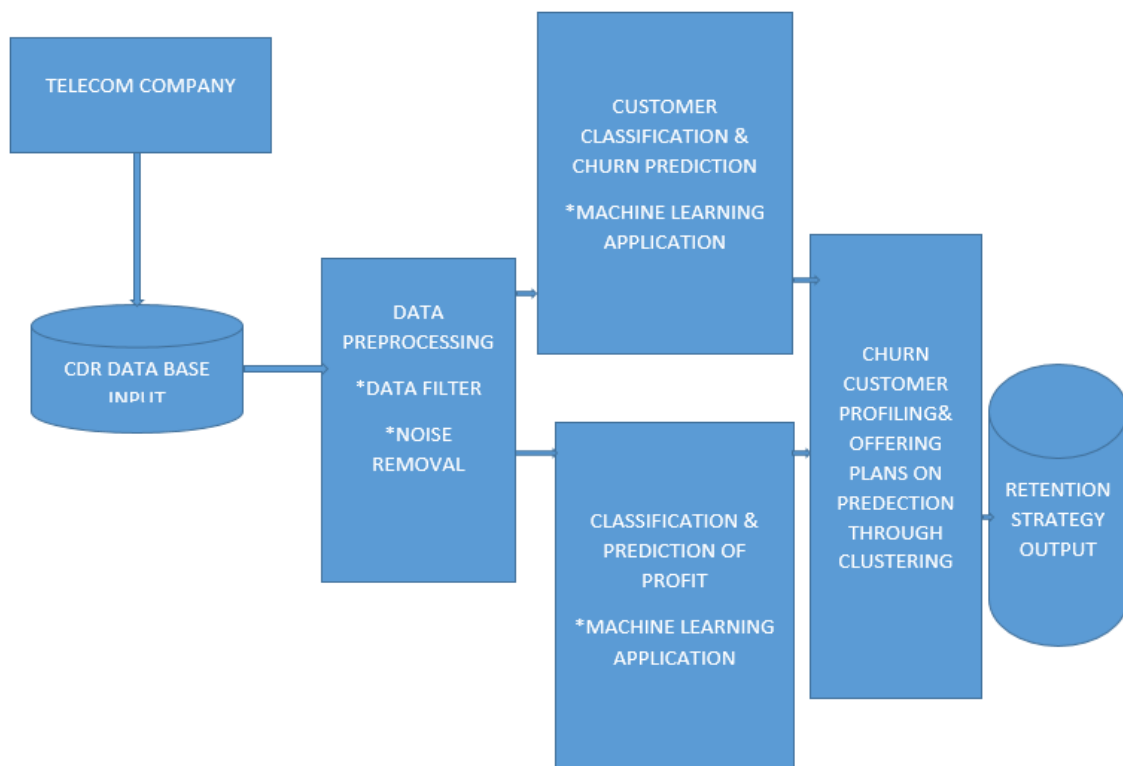 TELECOM COMPANY
CDR DATA BASE
INPUT
DATA
PREPROCESSING
*DATA FILTER
*NOISE
REMOVAL
CUSTOMER
CLASSIFICATION &
CHURN PREDICTION
*MACHINE LEARNING
APPLICATION
CLASSIFICATION &
PREDICTION OF
PROFIT
*MACHINE LEARNING
APPLICATION
CHURN
CUSTOMER
PROFILING&
OFFERING
PLANS ON
PREDECTION
THROUGH
CLUSTERING
RETENTION
STRATEGY
OUTPUT